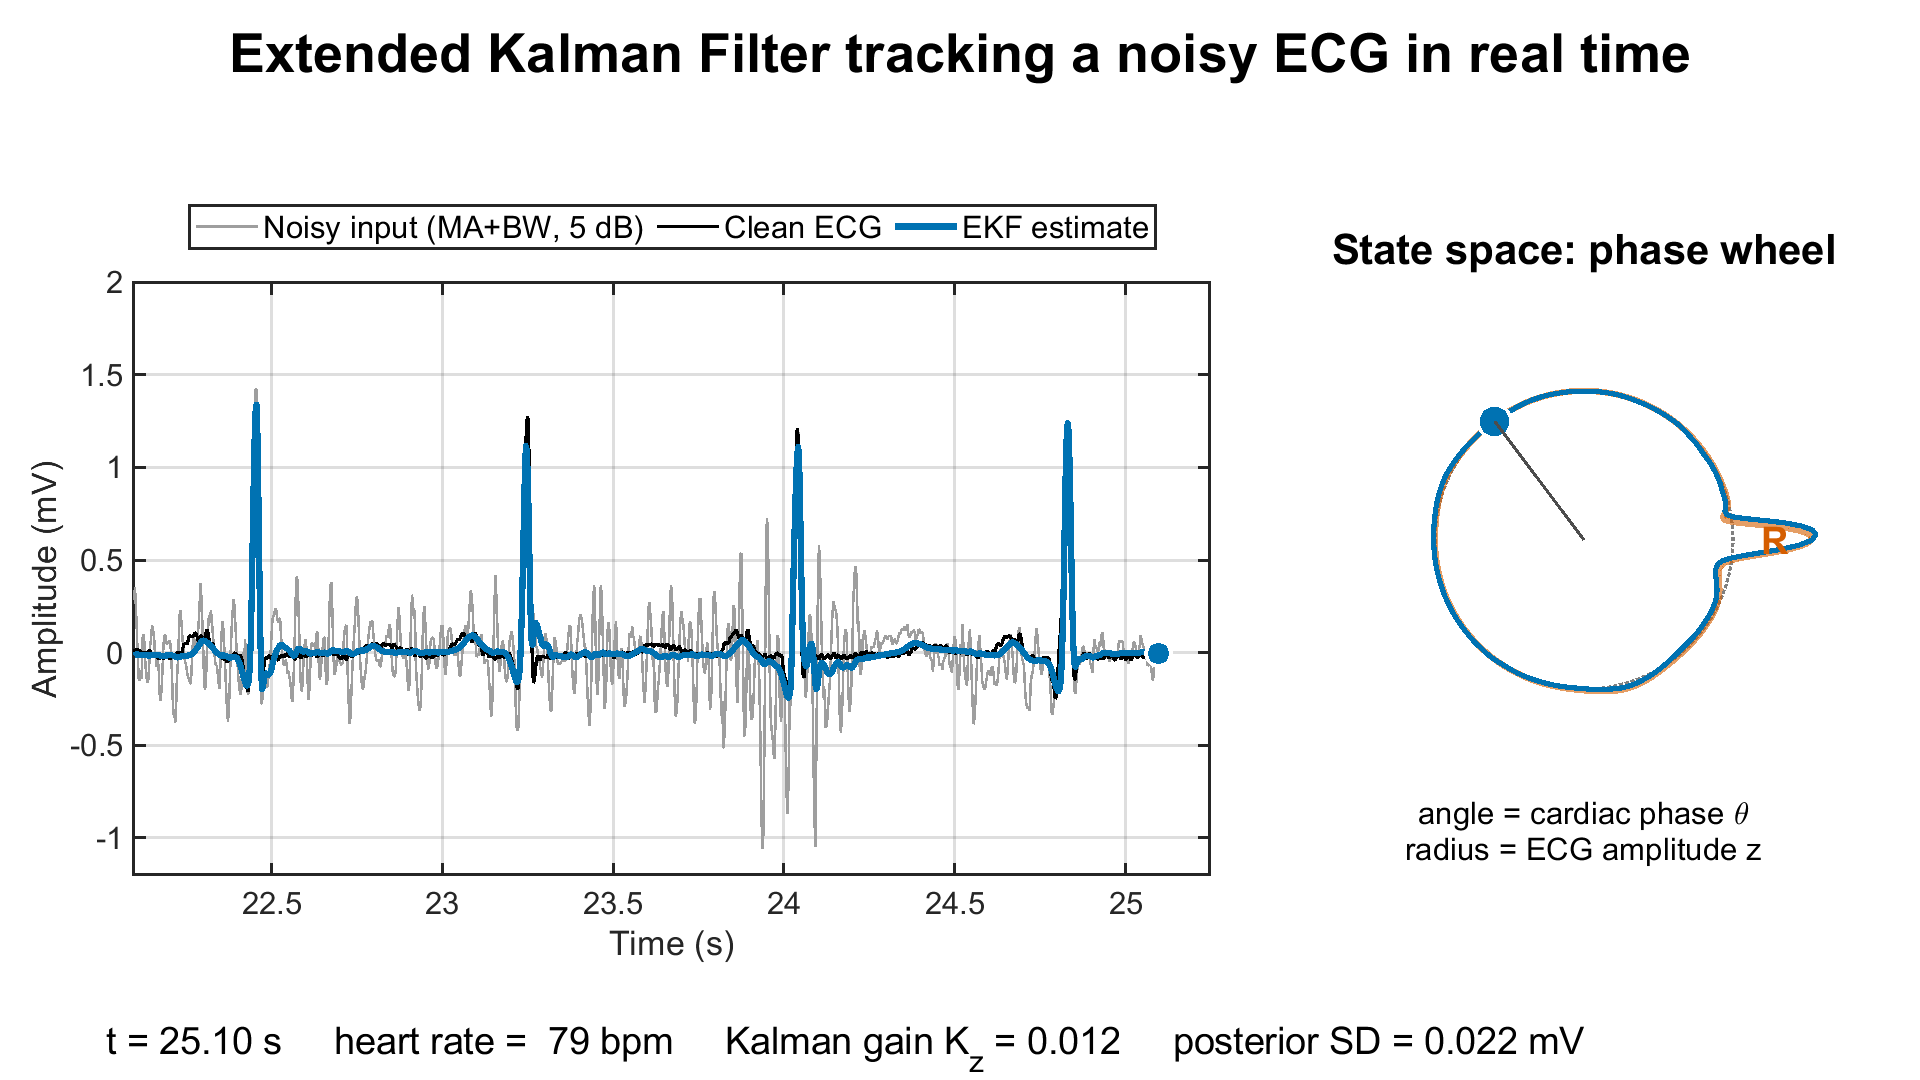 Extended Kalman Filter tracking a noisy ECG in real time
Noisy input (MA+BW, 5 dB) Clean ECG EKF estimate
State space: phase wheel
2
1.5
1
0.5
0
-0.5
-1
Amplitude (mV)
22.5 23 23.5 24 24.5 25
Time (s)
R
angle = cardiac phase θ
radius = ECG amplitude z
t = 25.10 s heart rate = 79 bpm Kalman gain K_z = 0.012 posterior SD = 0.022 mV